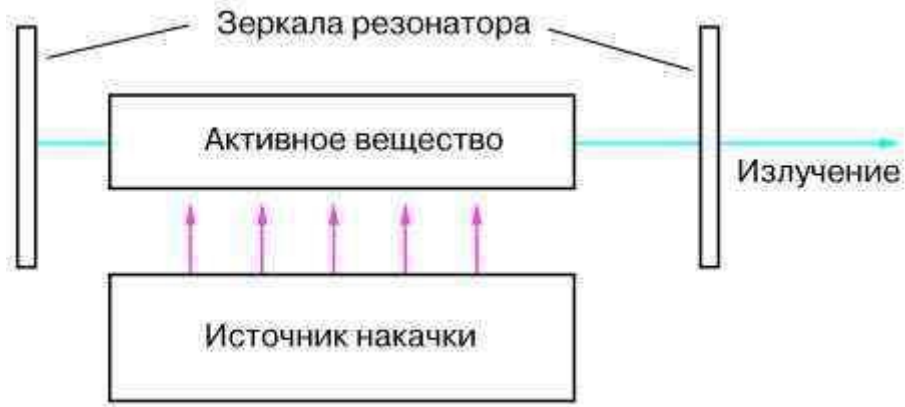 Зеркала резонатора
Активное вещество
Излучение
Источник накачки